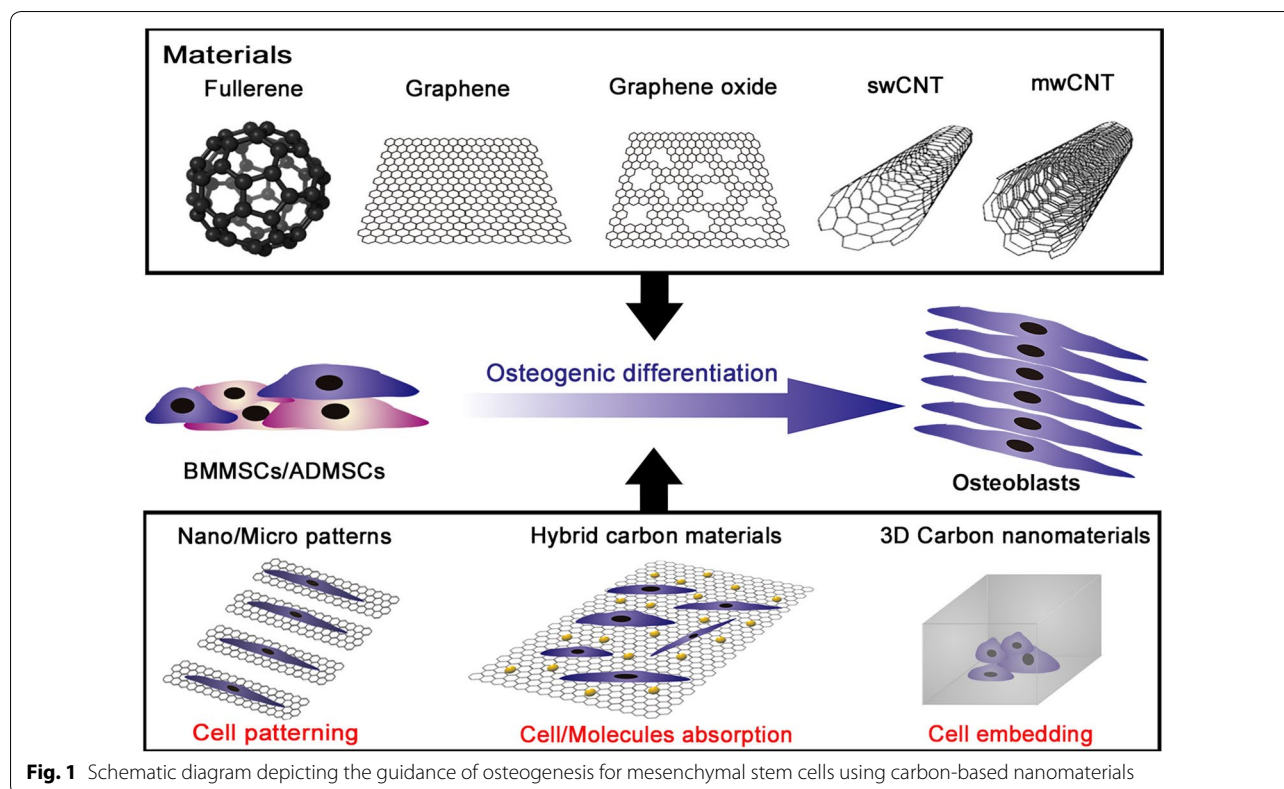 Materials
Fullerene
Graphene
Graphene oxide
swCNT
mwCNT
Osteogenic differentiation
BMMSCs/ADMSCs
Osteoblasts
Nano/Micro patterns
Hybrid carbon materials
3D Carbon nanomaterials
Cell patterning
Cell/Molecules absorption
Cell embedding
Fig. 1 Schematic diagram depicting the guidance of osteogenesis for mesenchymal stem cells using carbon-based nanomaterials